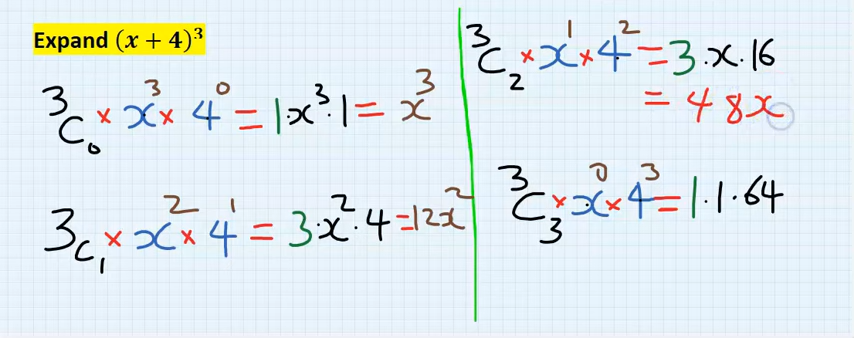 Expand (x + 4)³
³C₀ × x³ × 4⁰ = 1·x³·1 = x³
3C₁ × x² × 4¹ = 3·x²·4 = 12x²
³C₂ × x¹ × 4² = 3·x·16
= 48x
³C₃ × x⁰ × 4³ = 1·1·64